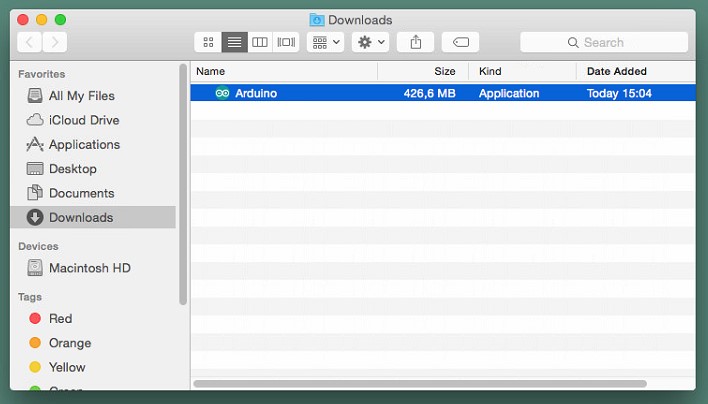 Downloads
Search
Favorites
All My Files
iCloud Drive
Applications
Desktop
Documents
Downloads
Devices
Macintosh HD
Tags
Red
Orange
Yellow
Green
Name Size Kind Date Added
Arduino 426,6 MB Application Today 15:04